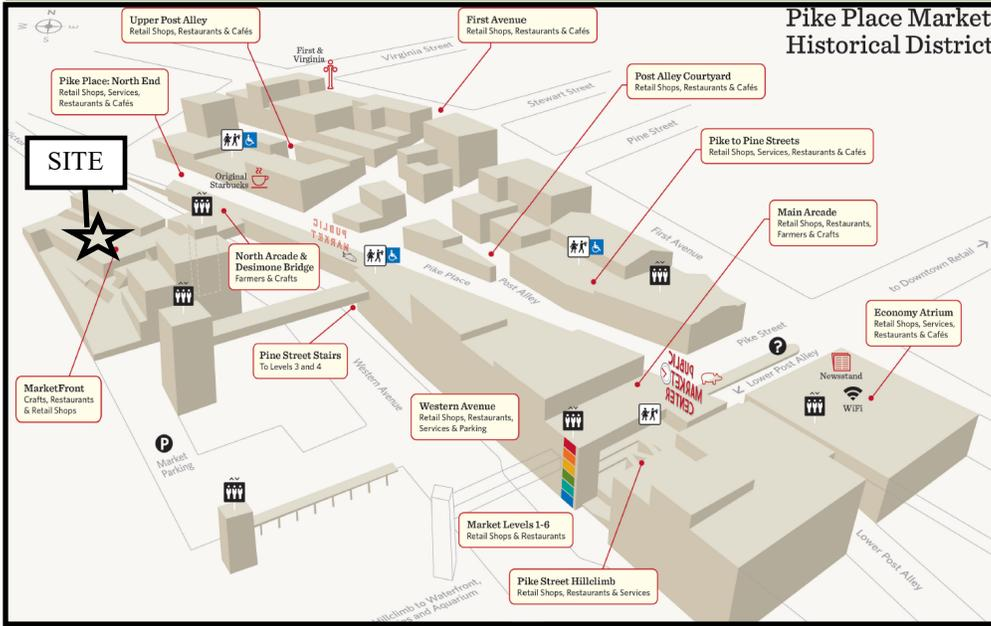 Pike Place Market
Historical District
N
W
E
S
Upper Post Alley
Retail Shops, Restaurants & Cafés
First Avenue
Retail Shops, Restaurants & Cafés
First &
Virginia
Virginia Street
Pike Place: North End
Retail Shops, Services,
Restaurants & Cafés
Post Alley Courtyard
Retail Shops, Restaurants & Cafés
Stewart Street
Pine Street
Pike to Pine Streets
Retail Shops, Services, Restaurants & Cafés
SITE
Original
Starbucks
Main Arcade
Retail Shops, Restaurants,
Farmers & Crafts
PUBLIC
MARKET
First Avenue
North Arcade &
Desimone Bridge
Farmers & Crafts
Pike Place
Post Alley
to Downtown Retail
Economy Atrium
Retail Shops, Services,
Restaurants & Cafés
Pike Street
?
Pine Street Stairs
To Levels 3 and 4
Western Avenue
PUBLIC
MARKET
CENTER
Lower Post Alley
Newsstand
WiFi
MarketFront
Crafts, Restaurants
& Retail Shops
Western Avenue
Retail Shops, Restaurants,
Services & Parking
P
Market
Parking
Market Levels 1-6
Retail Shops & Restaurants
Lower Post Alley
Pike Street Hillclimb
Retail Shops, Restaurants & Services
Hillclimb to Waterfront,
and Aquarium